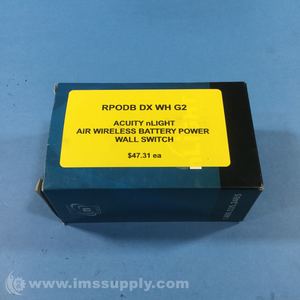 RPODB DX WH G2
ACUITY nLIGHT
AIR WIRELESS BATTERY POWER
WALL SWITCH
$47.31 ea
© www.imssupply.com